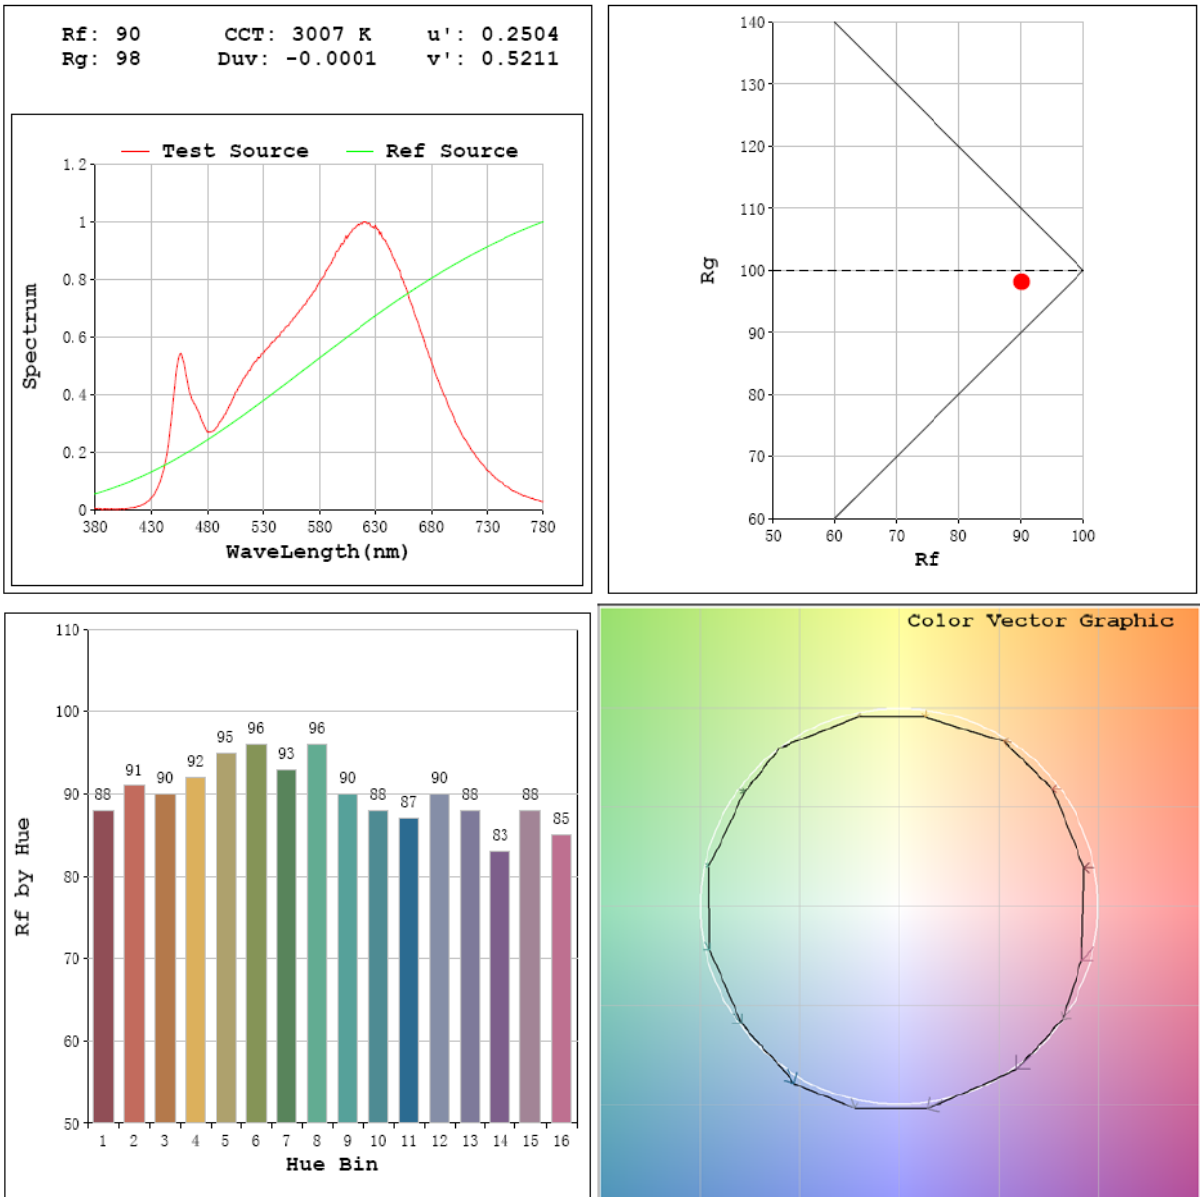 Rf: 90 CCT: 3007 K u': 0.2504
Rg: 98 Duv: -0.0001 v': 0.5211
Test Source Ref Source
1.2
1
0.8
0.6
0.4
0.2
0
Spectrum
380 430 480 530 580 630 680 730 780
WaveLength(nm)
140
130
120
110
100
90
80
70
60
Rg
50 60 70 80 90 100
Rf
110
100
90
80
70
60
50
Rf by Hue
88 91 90 92 95 96 93 96 90 88 87 90 88 83 88 85
1 2 3 4 5 6 7 8 9 10 11 12 13 14 15 16
Hue Bin
Color Vector Graphic